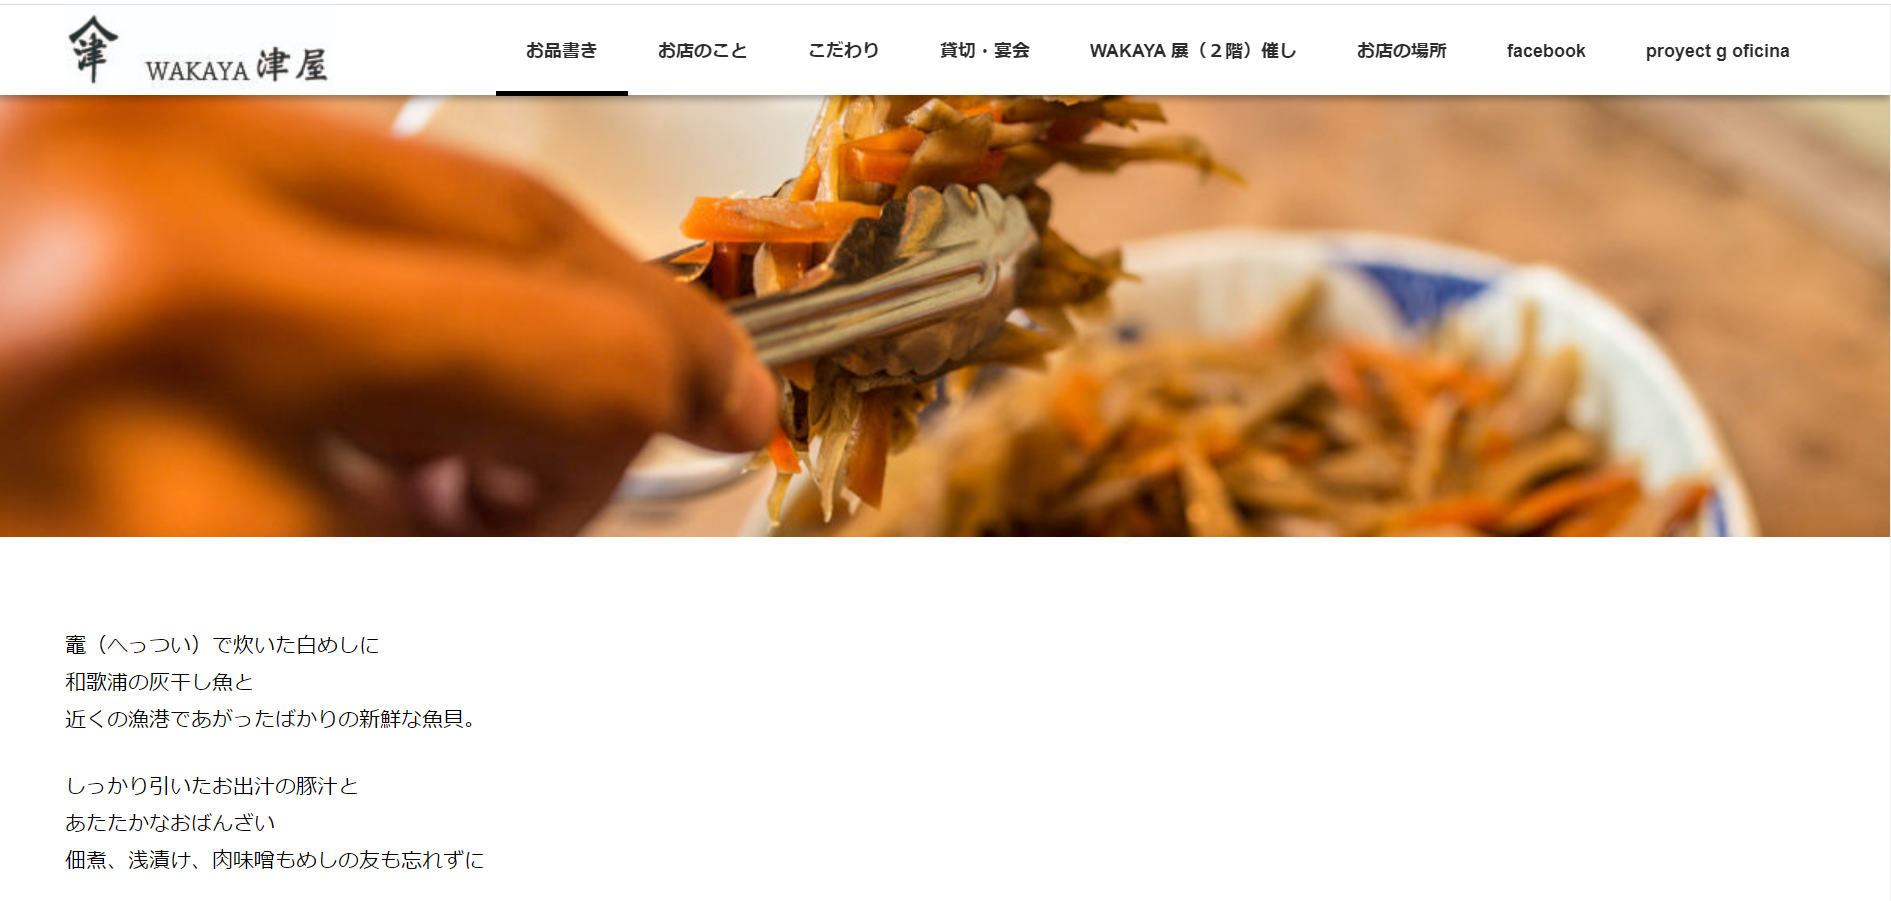 津
WAKAYA 津屋
お品書き
お店のこと
こだわり
貸切・宴会
WAKAYA 展（２階）催し
お店の場所
facebook
proyect g oficina
竈（へっつい）で炊いた白めしに
和歌浦の灰干し魚と
近くの漁港であがったばかりの新鮮な魚貝。
しっかり引いたお出汁の豚汁と
あたたかなおばんざい
佃煮、浅漬け、肉味噌もめしの友も忘れずに